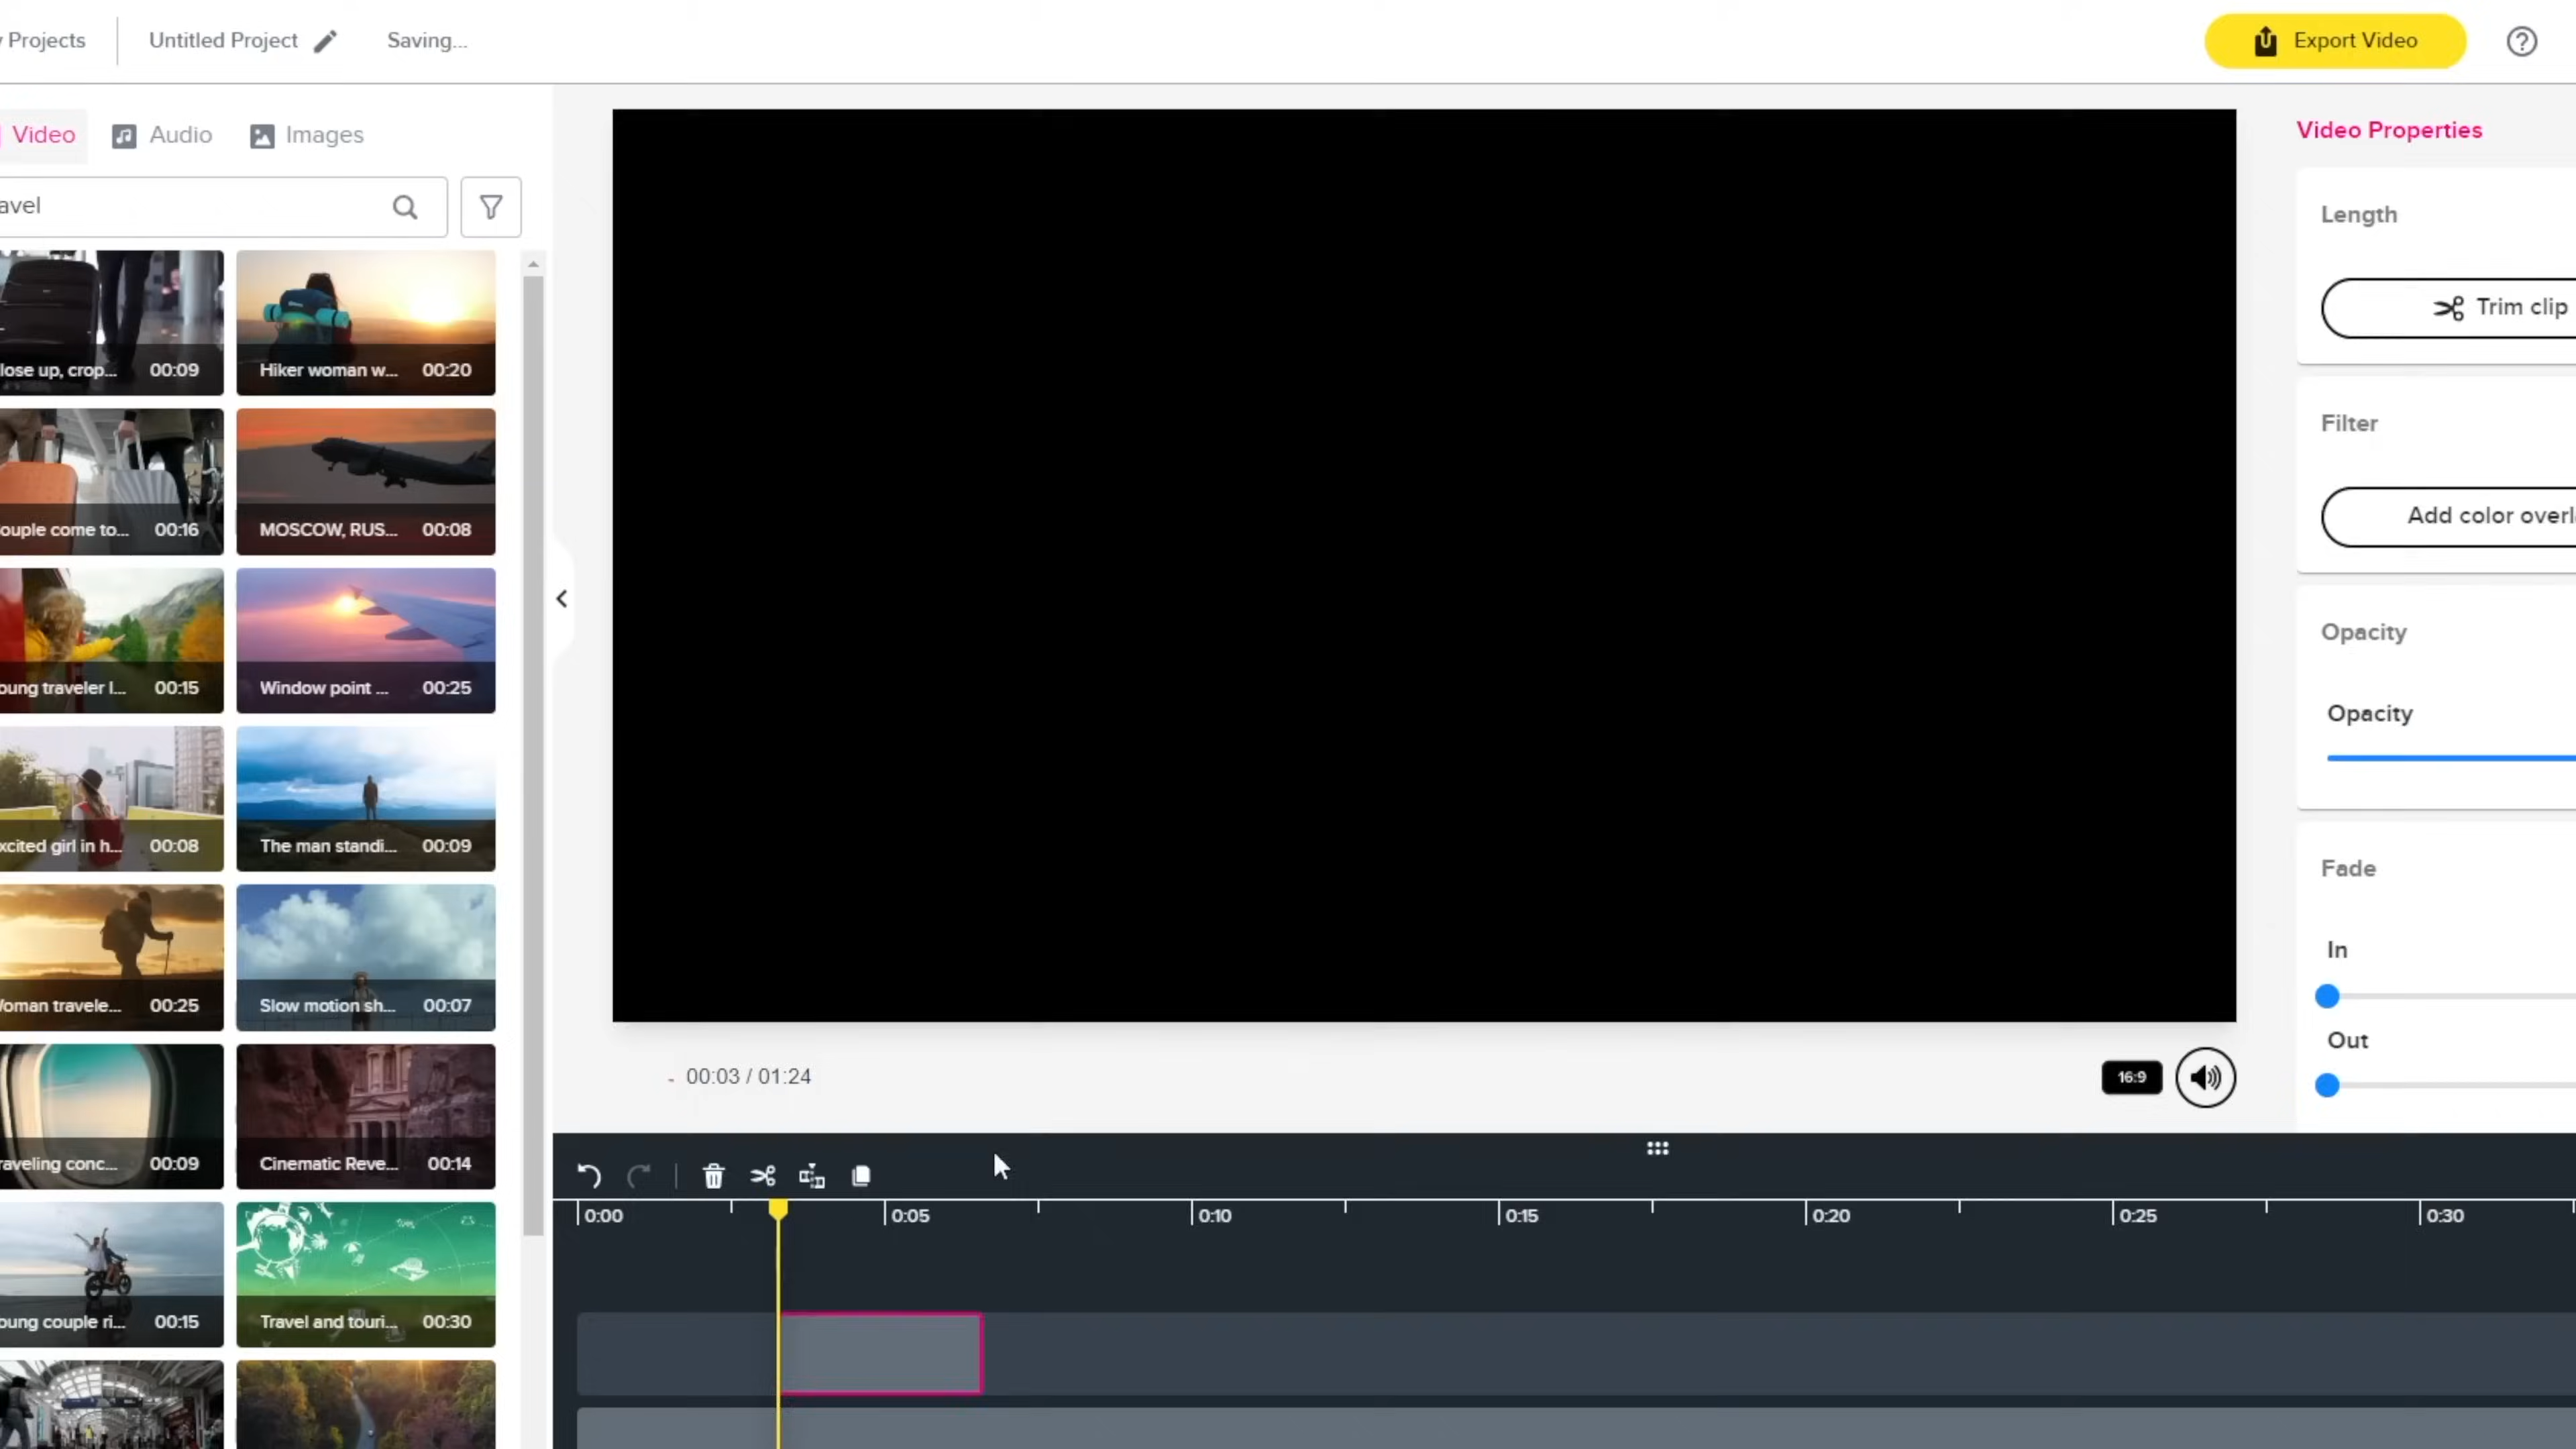 Projects
Untitled Project
Saving...
Export Video
Video
Audio
Images
avel
lose up, crop... 00:09
Hiker woman w... 00:20
ouple come to... 00:16
MOSCOW, RUS... 00:08
oung traveler l... 00:15
Window point ... 00:25
xcited girl in h... 00:08
The man standi... 00:09
Woman travele... 00:25
Slow motion sh... 00:07
raveling conc... 00:09
Cinematic Reve... 00:14
oung couple ri... 00:15
Travel and touri... 00:30
Video Properties
Length
Trim clip
Filter
Add color overl
Opacity
Opacity
Fade
In
Out
00:03 / 01:24
16:9
0:00
0:05
0:10
0:15
0:20
0:25
0:30